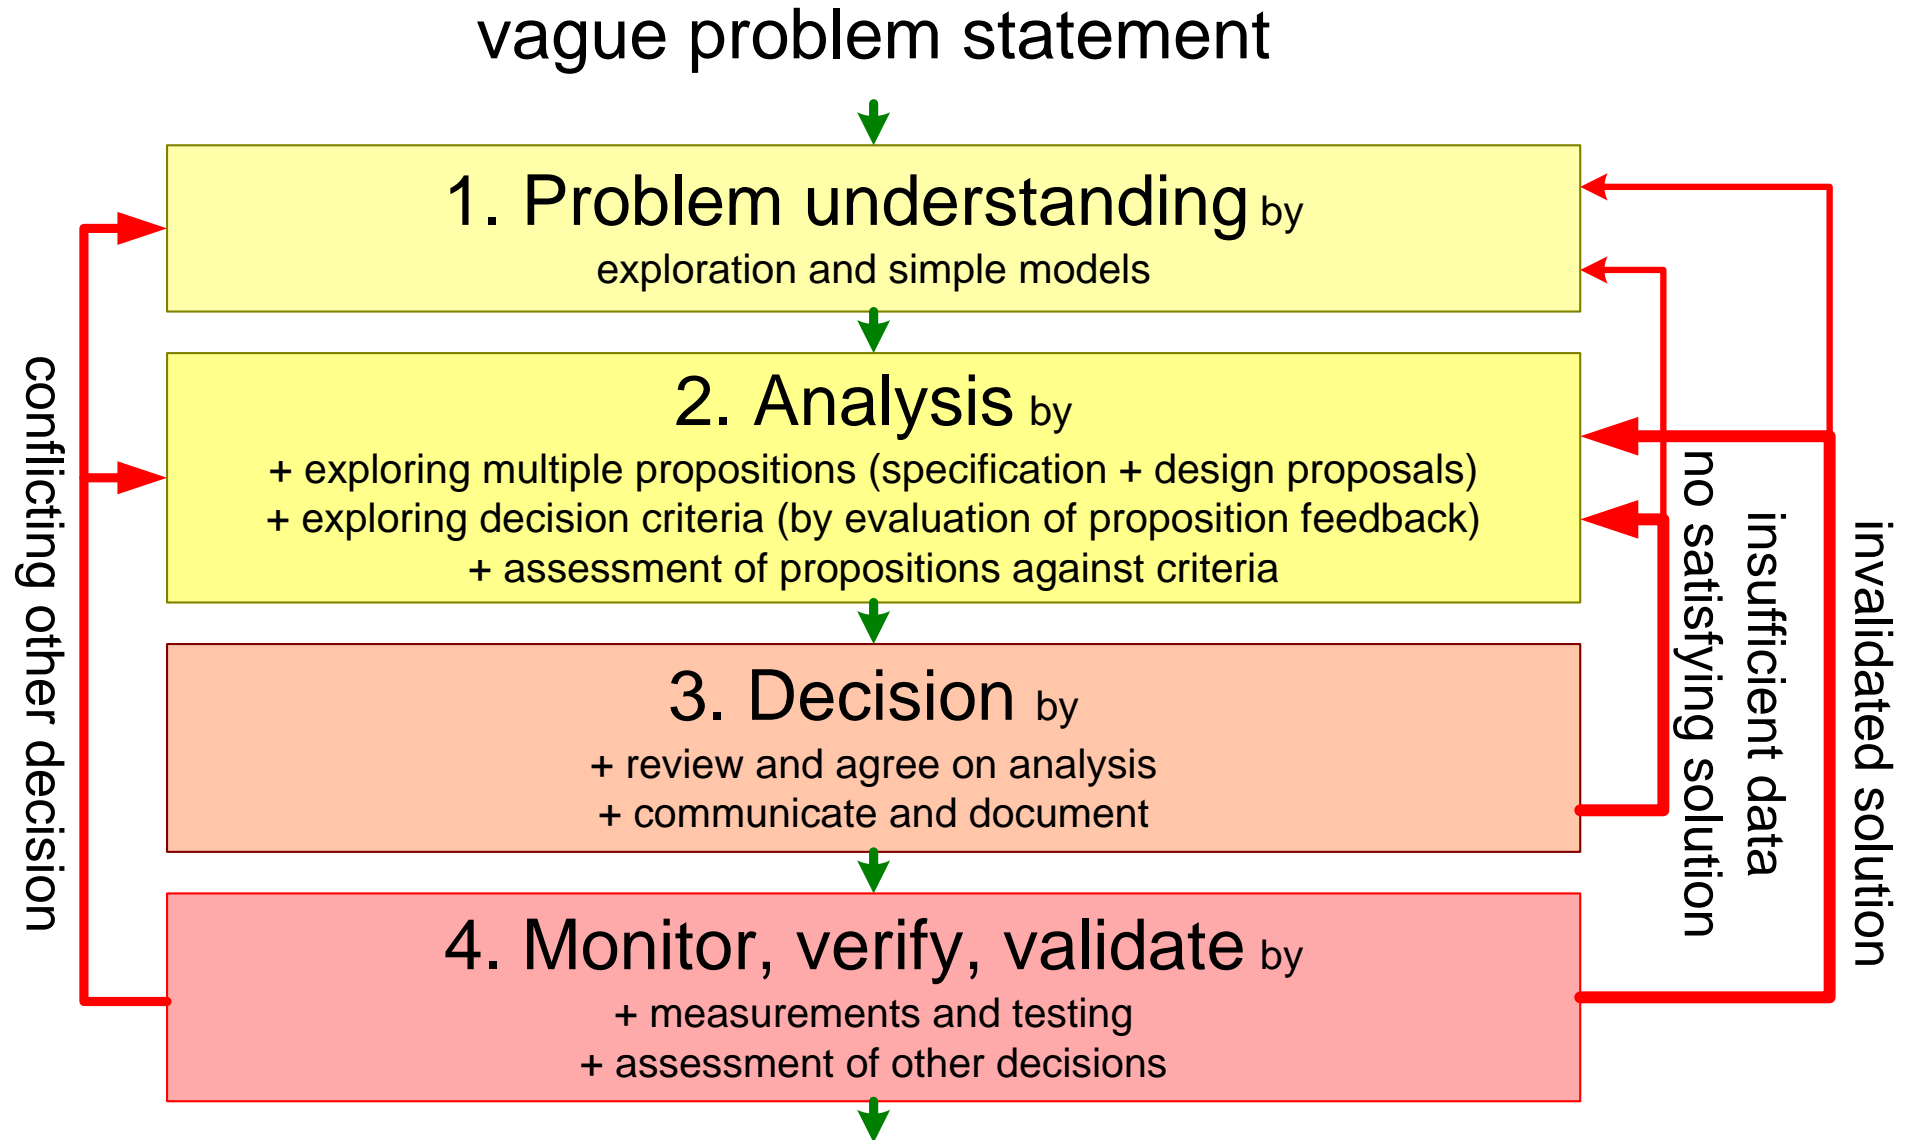 vague problem statement
1. Problem understanding by
exploration and simple models
2. Analysis by
+ exploring multiple propositions (specification + design proposals)
+ exploring decision criteria (by evaluation of proposition feedback)
+ assessment of propositions against criteria
3. Decision by
+ review and agree on analysis
+ communicate and document
4. Monitor, verify, validate by
+ measurements and testing
+ assessment of other decisions
conflicting other decision
insufficient data
no satisfying solution
invalidated solution